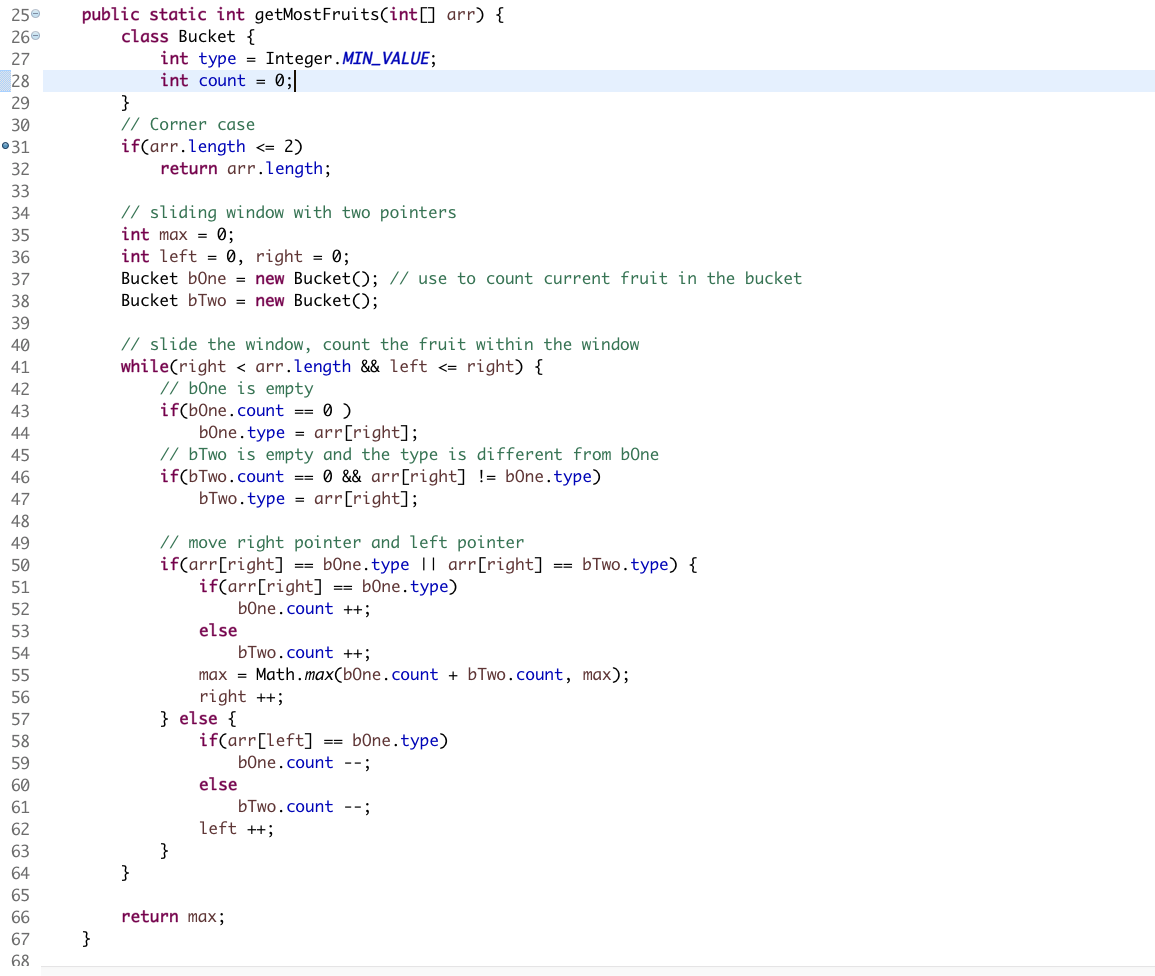 25 public static int getMostFruits(int[] arr) {
26 class Bucket {
27 int type = Integer.MIN_VALUE;
28 int count = 0;
29 }
30 // Corner case
31 if(arr.length <= 2)
32 return arr.length;
33
34 // sliding window with two pointers
35 int max = 0;
36 int left = 0, right = 0;
37 Bucket bOne = new Bucket(); // use to count current fruit in the bucket
38 Bucket bTwo = new Bucket();
39
40 // slide the window, count the fruit within the window
41 while(right < arr.length && left <= right) {
42 // bOne is empty
43 if(bOne.count == 0 )
44 bOne.type = arr[right];
45 // bTwo is empty and the type is different from bOne
46 if(bTwo.count == 0 && arr[right] != bOne.type)
47 bTwo.type = arr[right];
48
49 // move right pointer and left pointer
50 if(arr[right] == bOne.type || arr[right] == bTwo.type) {
51 if(arr[right] == bOne.type)
52 bOne.count ++;
53 else
54 bTwo.count ++;
55 max = Math.max(bOne.count + bTwo.count, max);
56 right ++;
57 } else {
58 if(arr[left] == bOne.type)
59 bOne.count --;
60 else
61 bTwo.count --;
62 left ++;
63 }
64 }
65
66 return max;
67 }
68